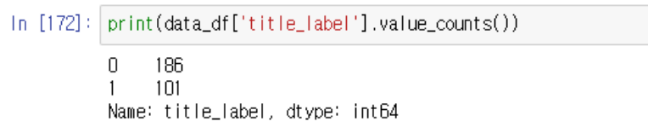 In [172]: print(data_df['title_label'].value_counts())
0 186
1 101
Name: title_label, dtype: int64